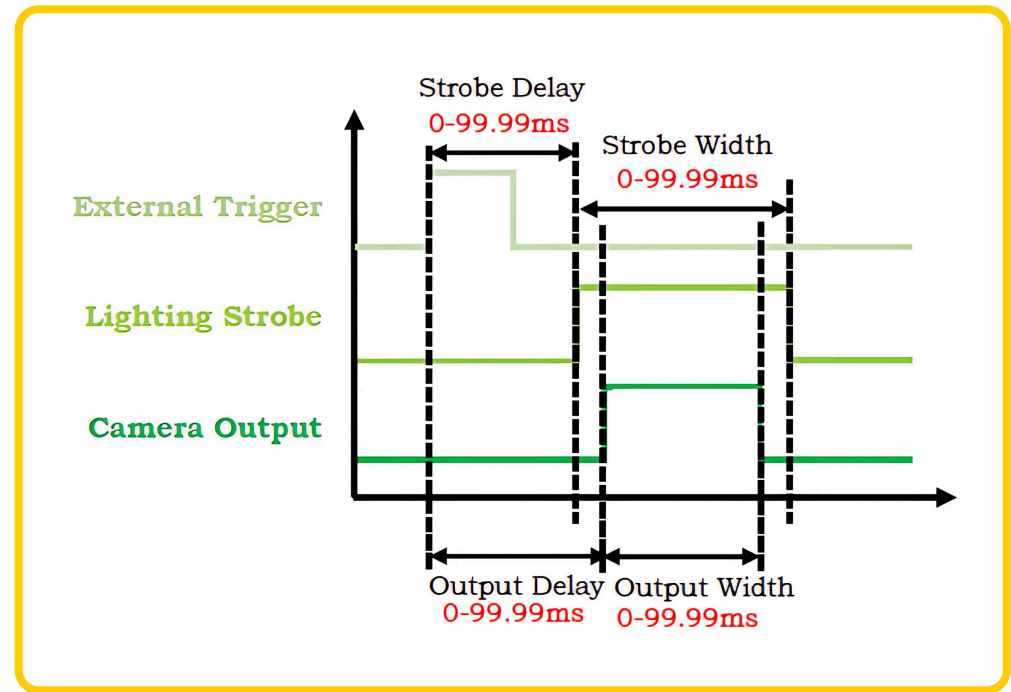 Strobe Delay
0-99.99ms
Strobe Width
0-99.99ms
External Trigger
Lighting Strobe
Camera Output
Output Delay
0-99.99ms
Output Width
0-99.99ms